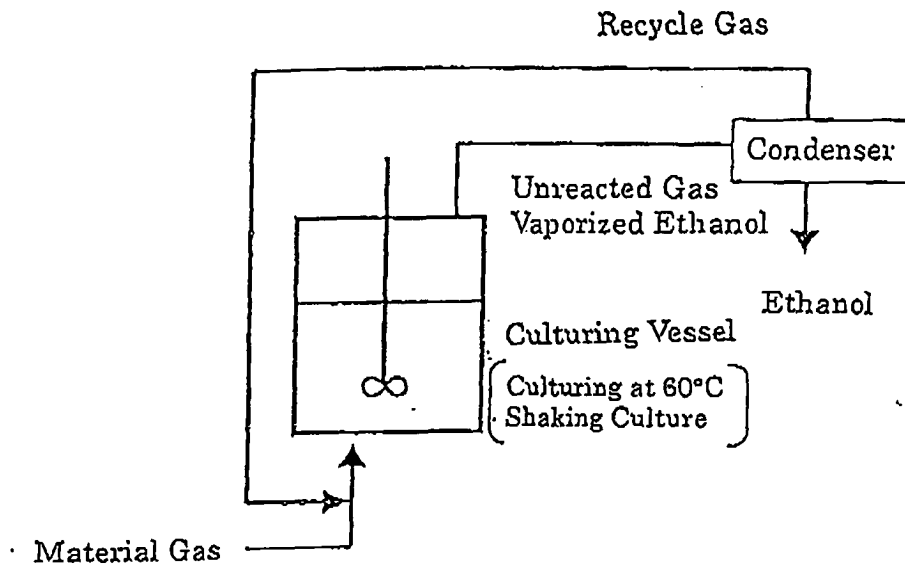 Recycle Gas
Condenser
Unreacted Gas
Vaporized Ethanol
Ethanol
Culturing Vessel
Culturing at 60°C
Shaking Culture
Material Gas